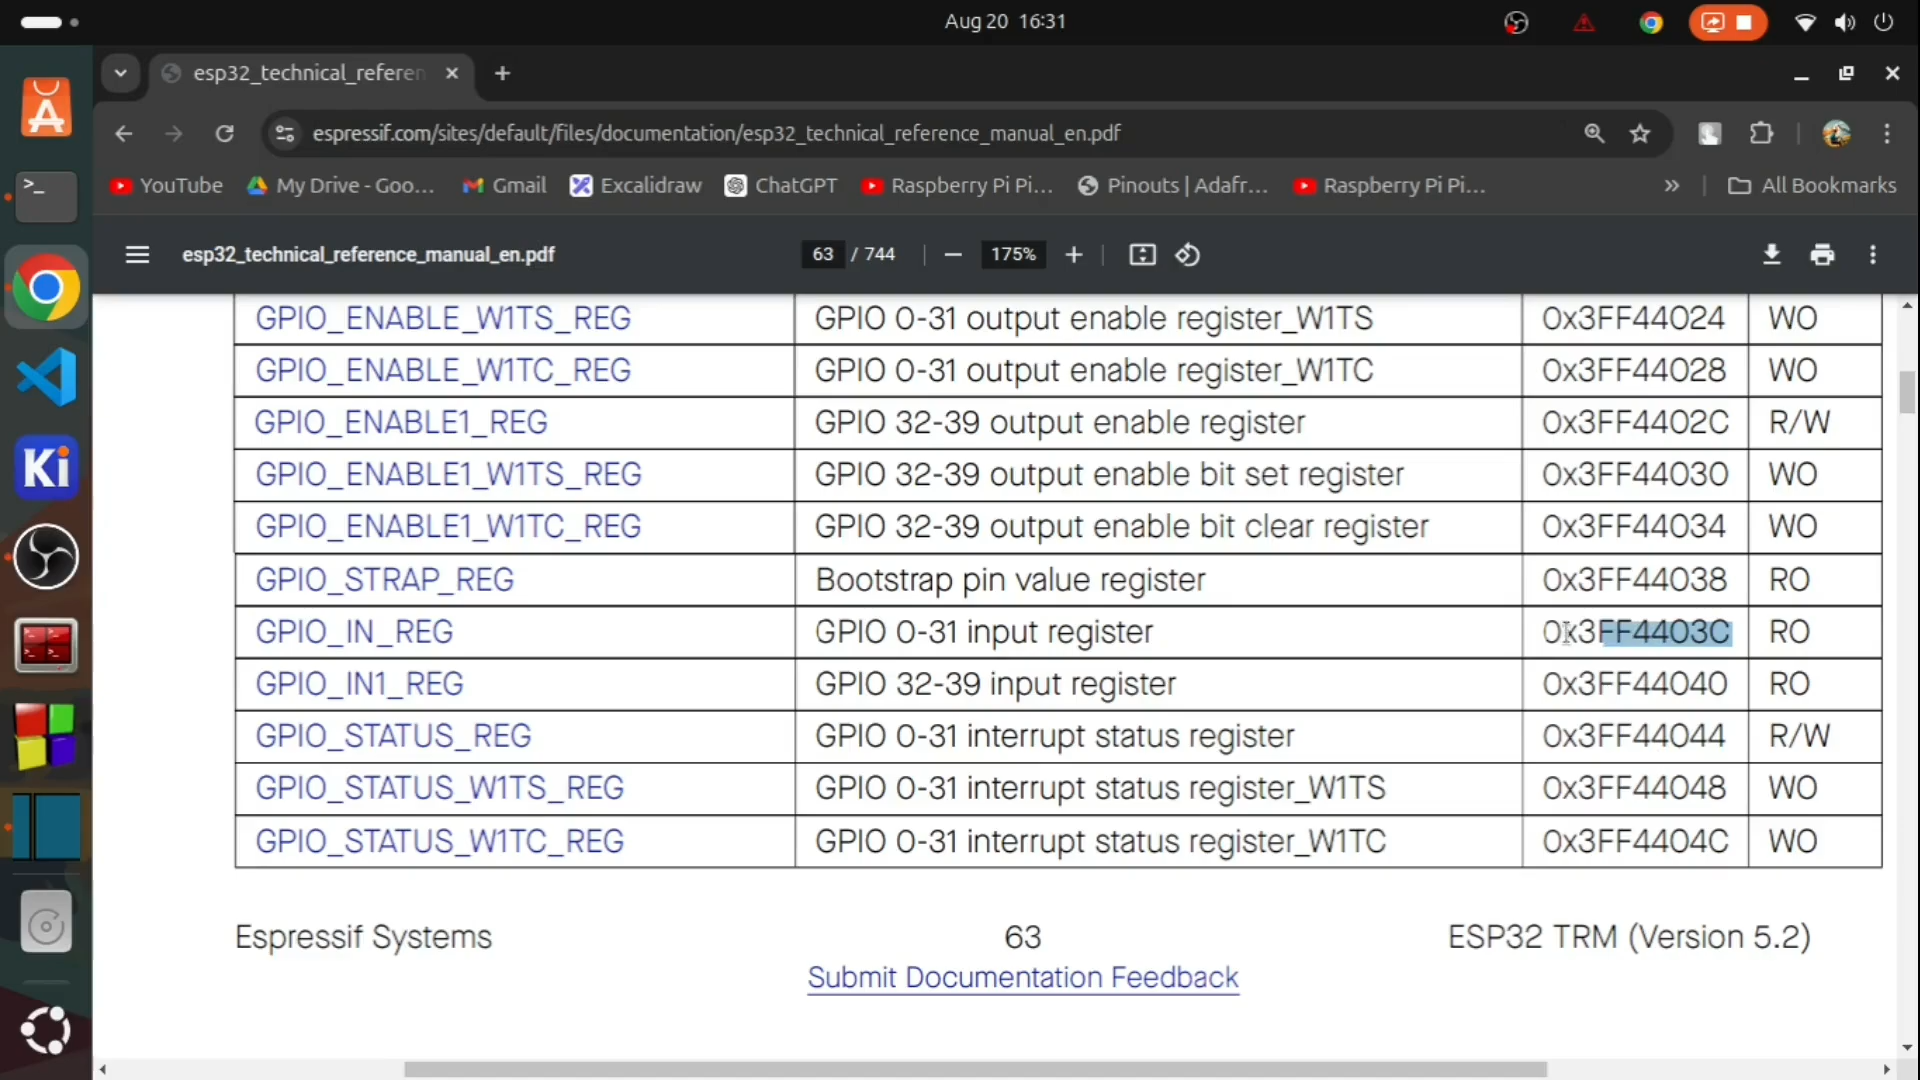 Aug 20 16:31
esp32_technical_referen
espressif.com/sites/default/files/documentation/esp32_technical_reference_manual_en.pdf
YouTube My Drive - Goo... Gmail Excalidraw ChatGPT Raspberry Pi Pi... Pinouts | Adafr... Raspberry Pi Pi... » All Bookmarks
esp32_technical_reference_manual_en.pdf 63 / 744 175%
GPIO_ENABLE_W1TS_REG GPIO 0-31 output enable register_W1TS 0x3FF44024 WO
GPIO_ENABLE_W1TC_REG GPIO 0-31 output enable register_W1TC 0x3FF44028 WO
GPIO_ENABLE1_REG GPIO 32-39 output enable register 0x3FF4402C R/W
GPIO_ENABLE1_W1TS_REG GPIO 32-39 output enable bit set register 0x3FF44030 WO
GPIO_ENABLE1_W1TC_REG GPIO 32-39 output enable bit clear register 0x3FF44034 WO
GPIO_STRAP_REG Bootstrap pin value register 0x3FF44038 RO
GPIO_IN_REG GPIO 0-31 input register 0x3FF4403C RO
GPIO_IN1_REG GPIO 32-39 input register 0x3FF44040 RO
GPIO_STATUS_REG GPIO 0-31 interrupt status register 0x3FF44044 R/W
GPIO_STATUS_W1TS_REG GPIO 0-31 interrupt status register_W1TS 0x3FF44048 WO
GPIO_STATUS_W1TC_REG GPIO 0-31 interrupt status register_W1TC 0x3FF4404C WO
Espressif Systems 63 ESP32 TRM (Version 5.2)
Submit Documentation Feedback
Ki